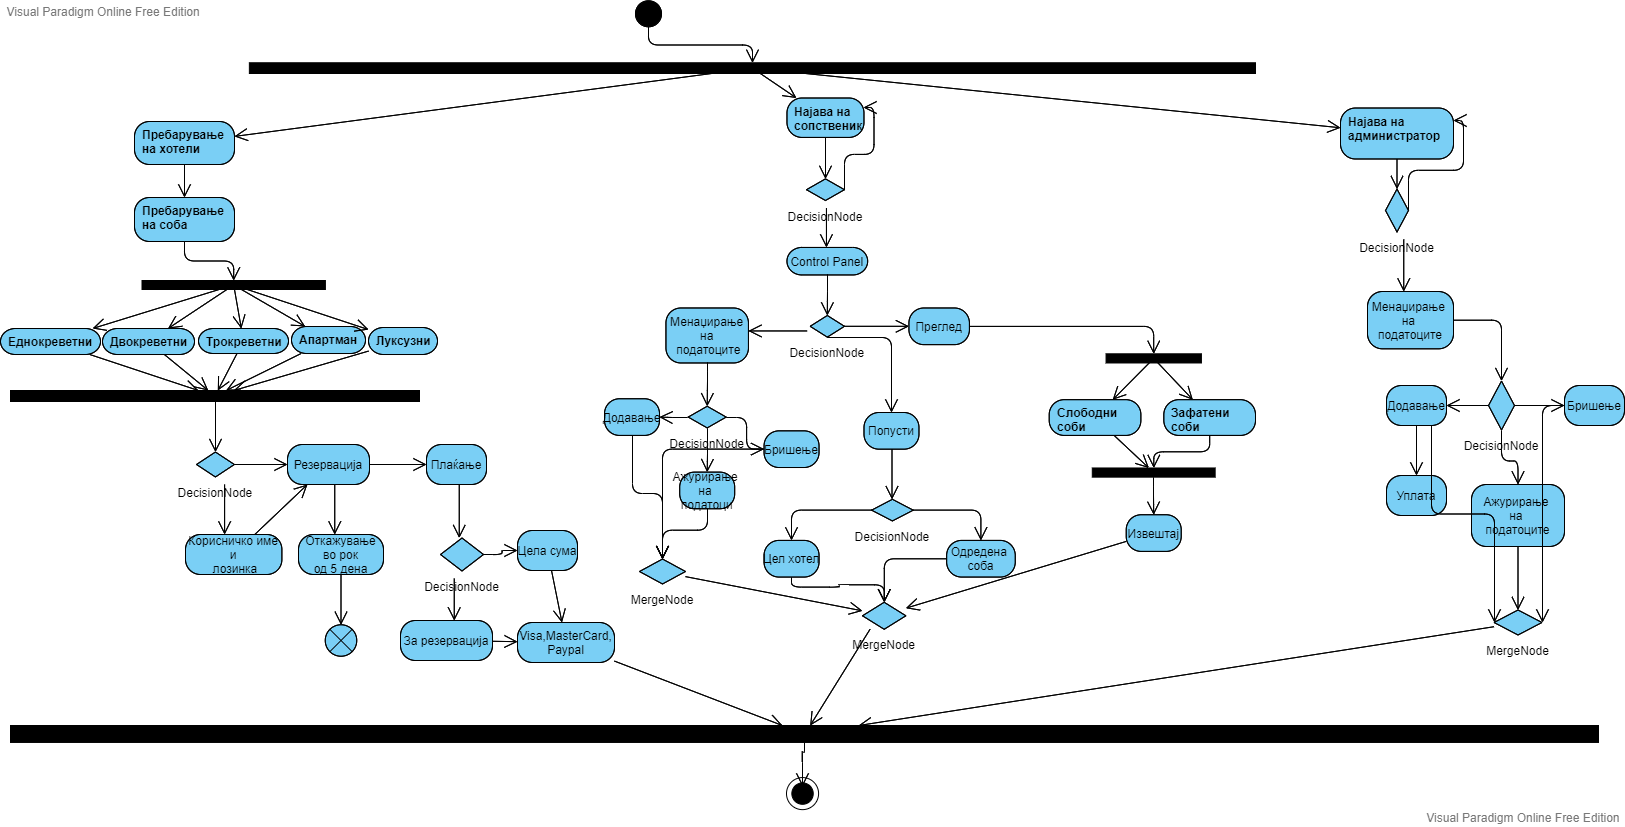 Visual Paradigm Online Free Edition
Најава на
сопственик
Најава на
администратор
Пребарување
на хотели
Пребарување
на соба
DecisionNode
DecisionNode
Control Panel
Еднокреветни
Двокреветни
Трокреветни
Апартман
Луксузни
Менаџирање
на
податоците
DecisionNode
Преглед
Менаџирање
на
податоците
Слободни
соби
Зафатени
соби
Додавање
DecisionNode
Бришење
Ажурирање
на
податоци
Попусти
Додавање
DecisionNode
Бришење
DecisionNode
Резервација
Плаќање
Уплата
Ажурирање
на
податоците
Корисничко име
и
лозинка
Откажување
во рок
од 5 дена
DecisionNode
Цела сума
DecisionNode
Цел хотел
Одредена
соба
Извештај
MergeNode
За резервација
Visa,MasterCard,
Paypal
MergeNode
MergeNode
Visual Paradigm Online Free Edition